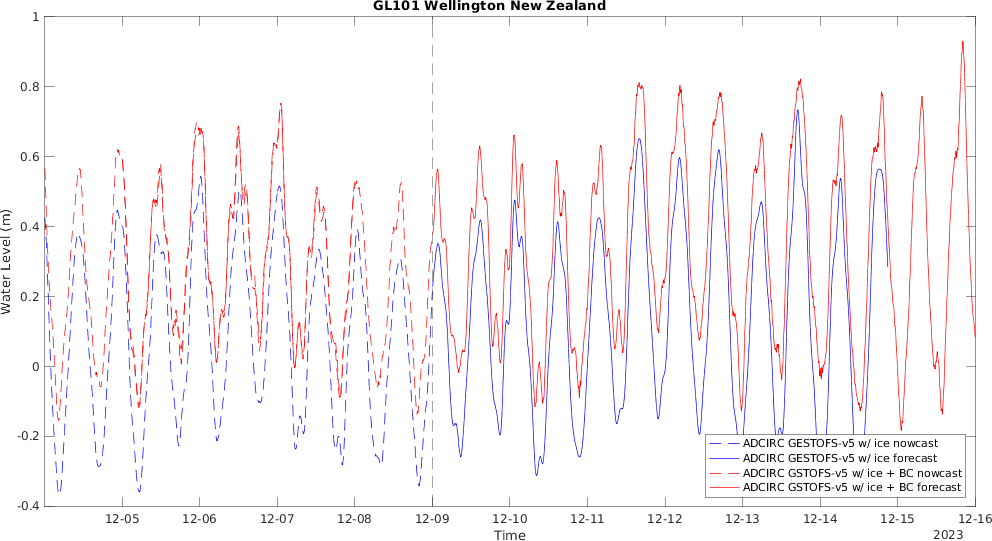 GL101 Wellington New Zealand
Water Level (m)
1
0.8
0.6
0.4
0.2
0
-0.2
-0.4
ADCIRC GESTOFS-v5 w/ ice nowcast
ADCIRC GESTOFS-v5 w/ ice forecast
ADCIRC GSTOFS-v5 w/ ice + BC nowcast
ADCIRC GSTOFS-v5 w/ ice + BC forecast
12-05 12-06 12-07 12-08 12-09 12-10 12-11 12-12 12-13 12-14 12-15 12-16
Time
2023